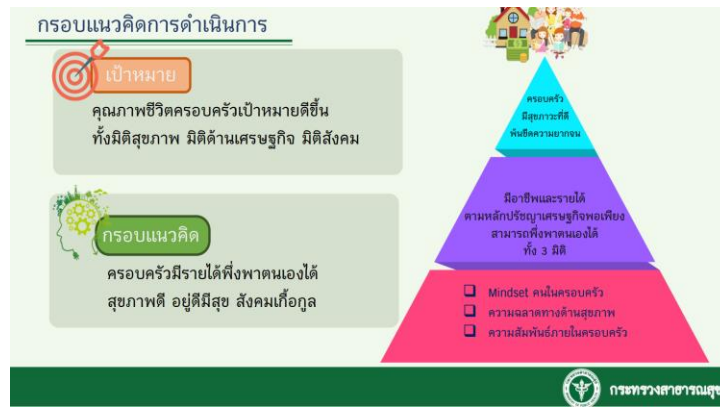 กรอบแนวคิดการดำเนินการ
เป้าหมาย
คุณภาพชีวิตครอบครัวเป้าหมายดีขึ้น
ทั้งมิติสุขภาพ มิติด้านเศรษฐกิจ มิติสังคม
กรอบแนวคิด
ครอบครัวมีรายได้พึ่งพาตนเองได้
สุขภาพดี อยู่ดีมีสุข สังคมเกื้อกูล
ครอบครัว
มีสุขภาวะที่ดี
พ้นขีดความยากจน
มีอาชีพและรายได้
ตามหลักปรัชญาเศรษฐกิจพอเพียง
สามารถพึ่งพาตนเองได้
ทั้ง 3 มิติ
Mindset คนในครอบครัว
ความฉลาดทางด้านสุขภาพ
ความสัมพันธ์ภายในครอบครัว
กระทรวงสาธารณสุข